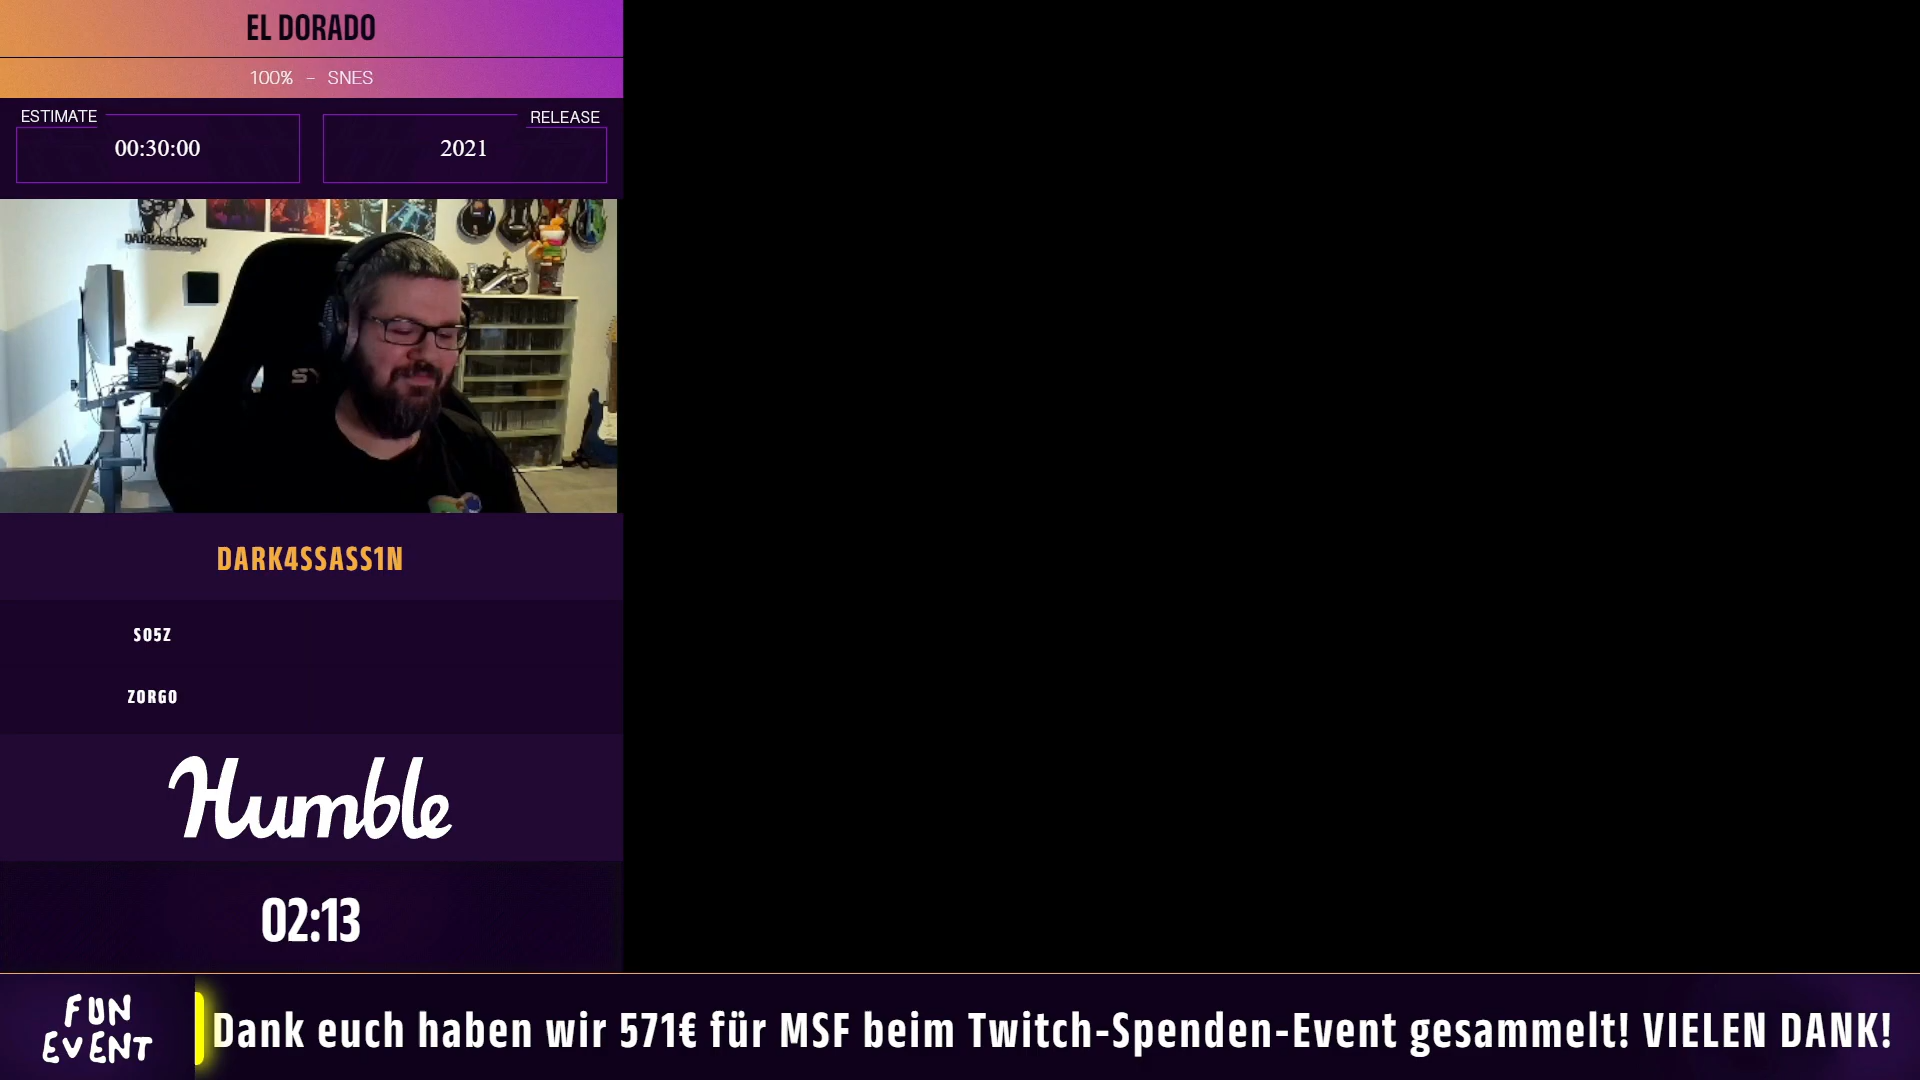 EL DORADO
100% - SNES
ESTIMATE
00:30:00
RELEASE
2021
DARK4SSASS1N
DARK4SSASS1N
SO5Z
ZORGO
Humble
02:13
FUN
EVENT
Dank euch haben wir 571€ für MSF beim Twitch-Spenden-Event gesammelt! VIELEN DANK!